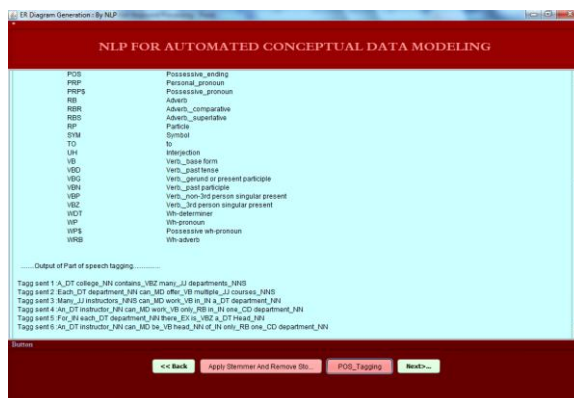 ER Diagram Generation : By NLP
NLP FOR AUTOMATED CONCEPTUAL DATA MODELING
POS Possessive_ending
PRP Personal_pronoun
PRP$ Possessive_pronoun
RB Adverb
RBR Adverb,_comparative
RBS Adverb,_superlative
RP Particle
SYM Symbol
TO to
UH Interjection
VB Verb,_base form
VBD Verb,_past tense
VBG Verb,_gerund or present participle
VBN Verb,_past participle
VBP Verb,_non-3rd person singular present
VBZ Verb,_3rd person singular present
WDT Wh-determiner
WP Wh-pronoun
WP$ Possessive wh-pronoun
WRB Wh-adverb
......Output of Part of speech tagging............
Tagg sent 1 :A_DT college_NN contains_VBZ many_JJ departments_NNS
Tagg sent 2 :Each_DT department_NN can_MD offer_VB multiple_JJ courses_NNS
Tagg sent 3 :Many_JJ instructors_NNS can_MD work_VB in_IN a_DT department_NN
Tagg sent 4 :An_DT instructor_NN can_MD work_VB only_RB in_IN one_CD department_NN
Tagg sent 5 :For_IN each_DT department_NN there_EX is_VBZ a_DT Head_NN
Tagg sent 6 :An_DT instructor_NN can_MD be_VB head_NN of_IN only_RB one_CD department_NN
Button
<< Back Apply Stemmer And Remove Sto... POS_Tagging Next>...